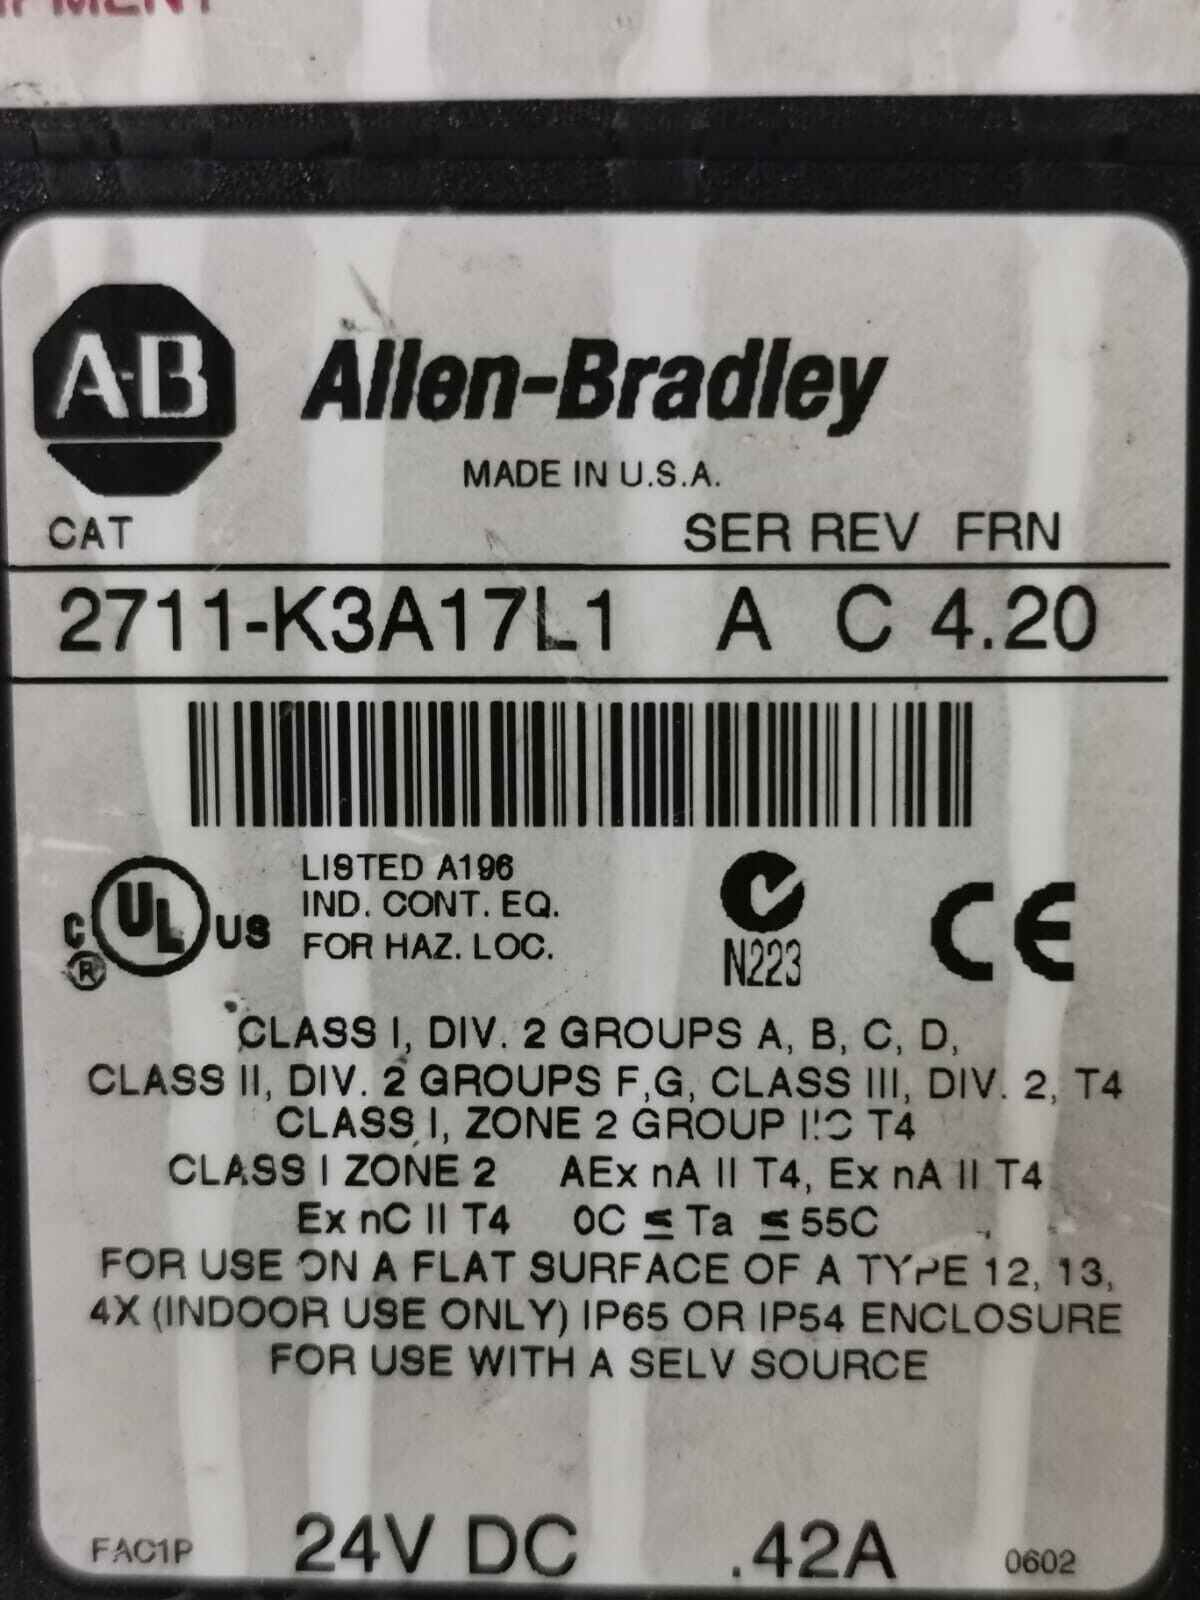 A-B
Allen-Bradley
MADE IN U.S.A.
CAT SER REV FRN
2711-K3A17L1 A C 4.20
C UL US ®
LISTED A196
IND. CONT. EQ.
FOR HAZ. LOC.
N223
CE
CLASS I, DIV. 2 GROUPS A, B, C, D,
CLASS II, DIV. 2 GROUPS F,G, CLASS III, DIV. 2, T4
CLASS I, ZONE 2 GROUP IIC T4
CLASS I ZONE 2 AEx nA II T4, Ex nA II T4
Ex nC II T4 0C ≤ Ta ≤ 55C
FOR USE ON A FLAT SURFACE OF A TYPE 12, 13,
4X (INDOOR USE ONLY) IP65 OR IP54 ENCLOSURE
FOR USE WITH A SELV SOURCE
FAC1P 24V DC .42A 0602